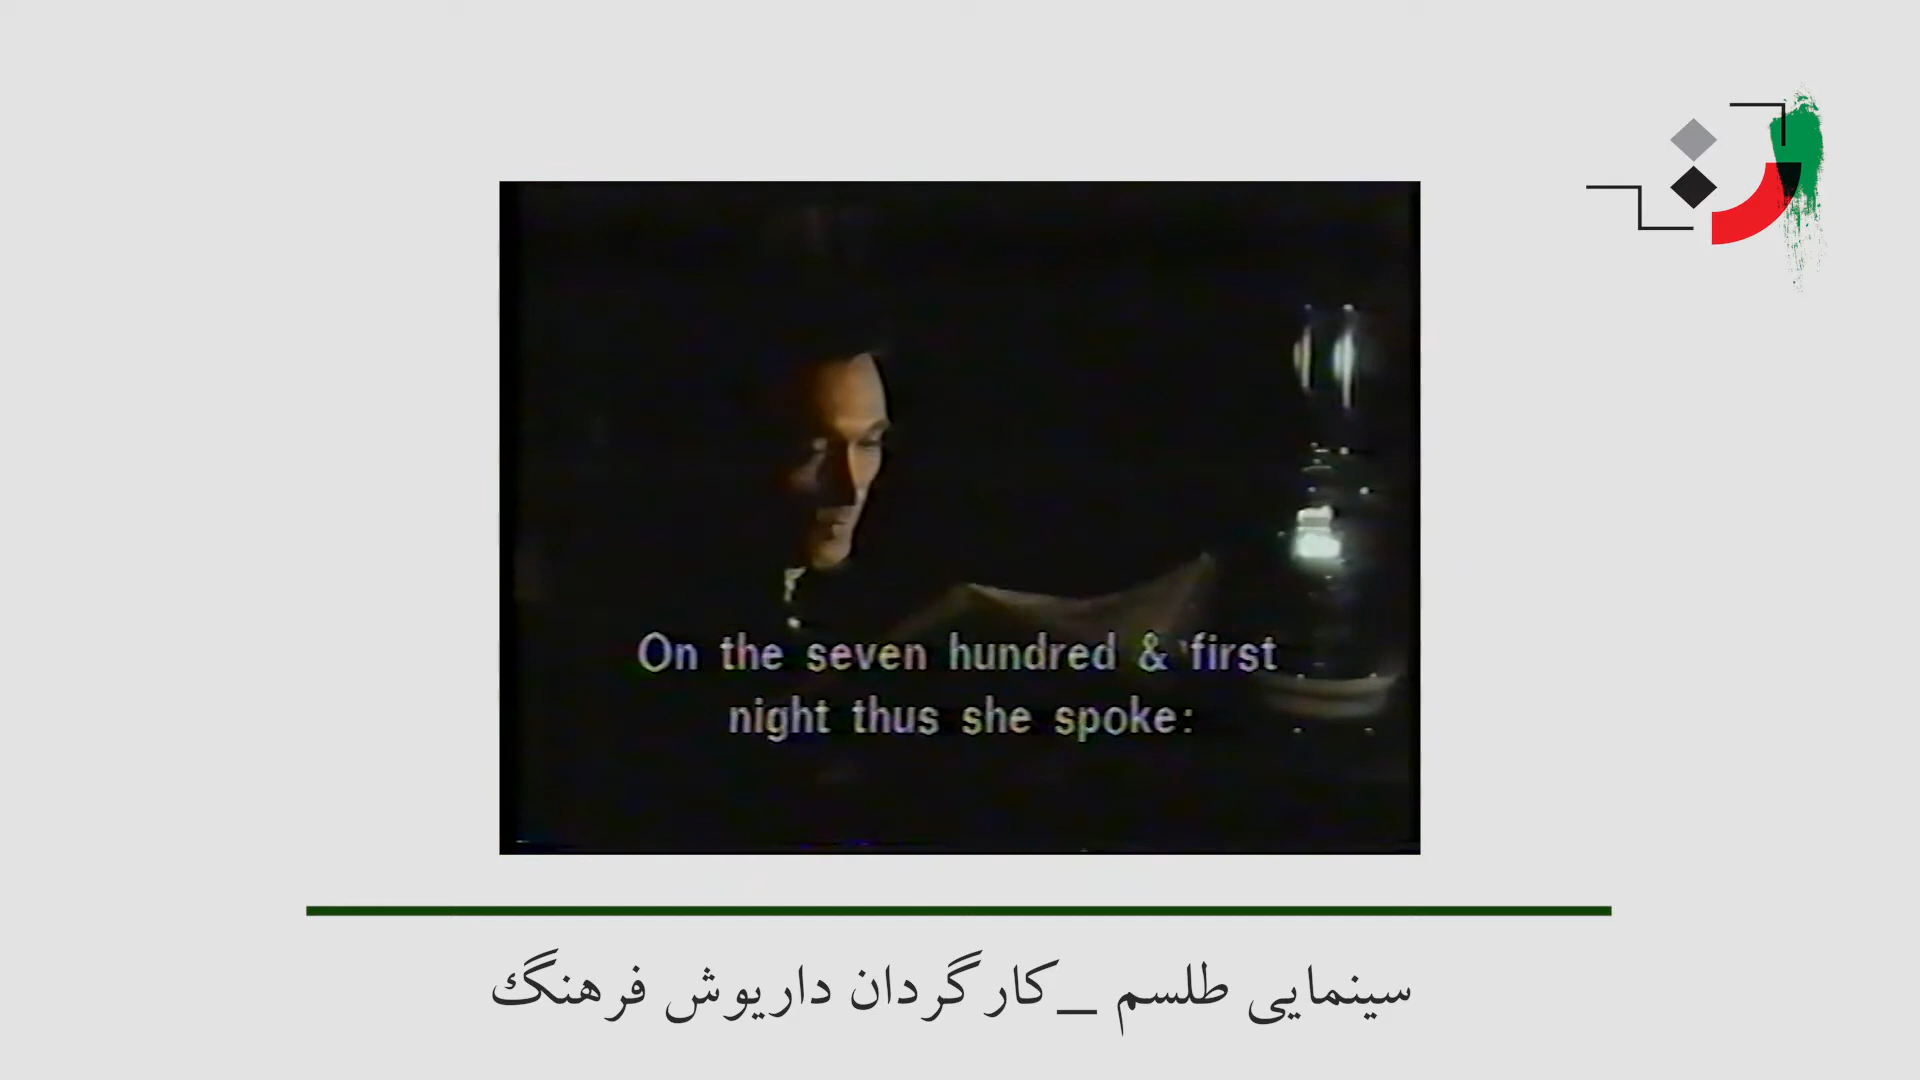 On the seven hundred & first
night thus she spoke:
سینمایی طلسم _کارگردان داریوش فرهنگ